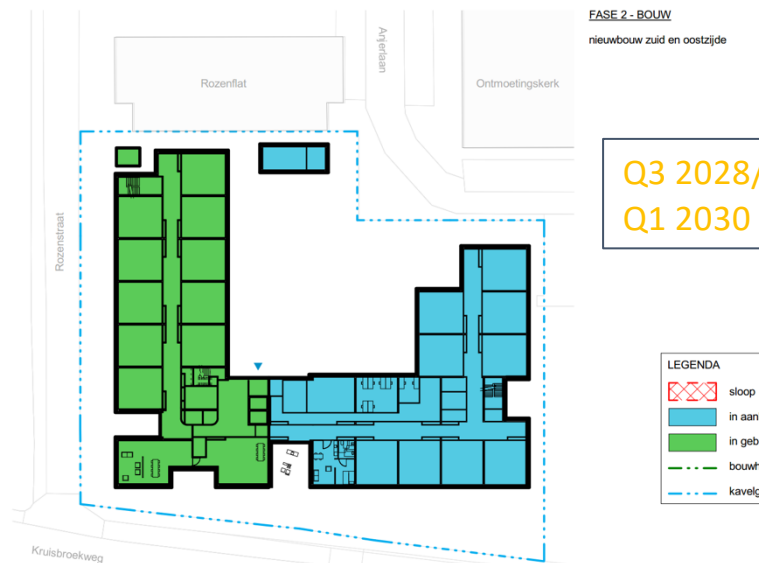 FASE 2 - BOUW
nieuwbouw zuid en oostzijde
Anjerlaan
Rozenflat
Ontmoetingskerk
Q3 2028/
Q1 2030
Rozenstraat
LEGENDA
sloop
in aan
in geb
bouwh
kavelg
Kruisbroekweg